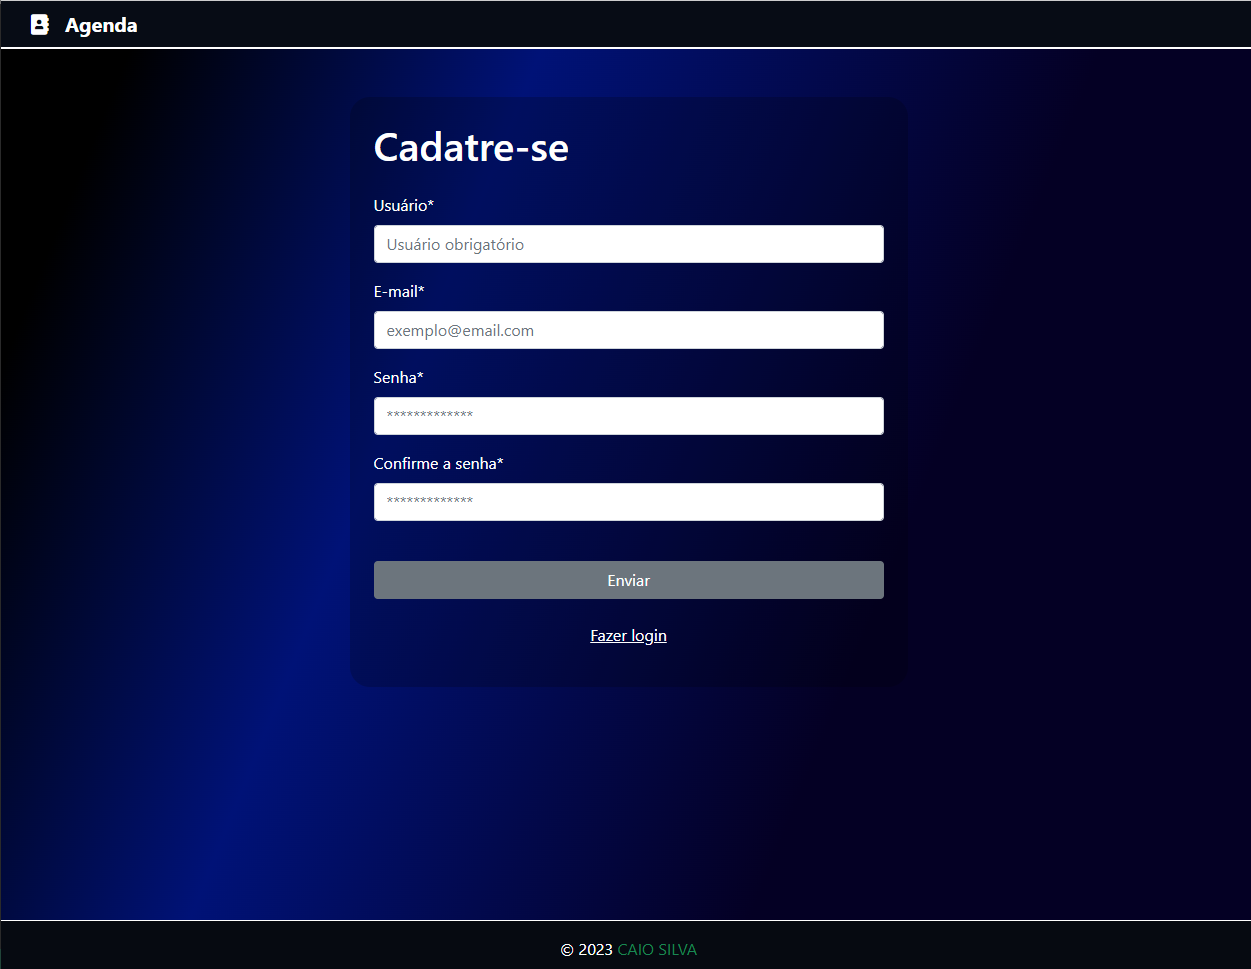 Agenda
Cadatre-se
Usuário*
Usuário obrigatório
E-mail*
exemplo@email.com
Senha*
*************
Confirme a senha*
*************
Enviar
Fazer login
© 2023 CAIO SILVA